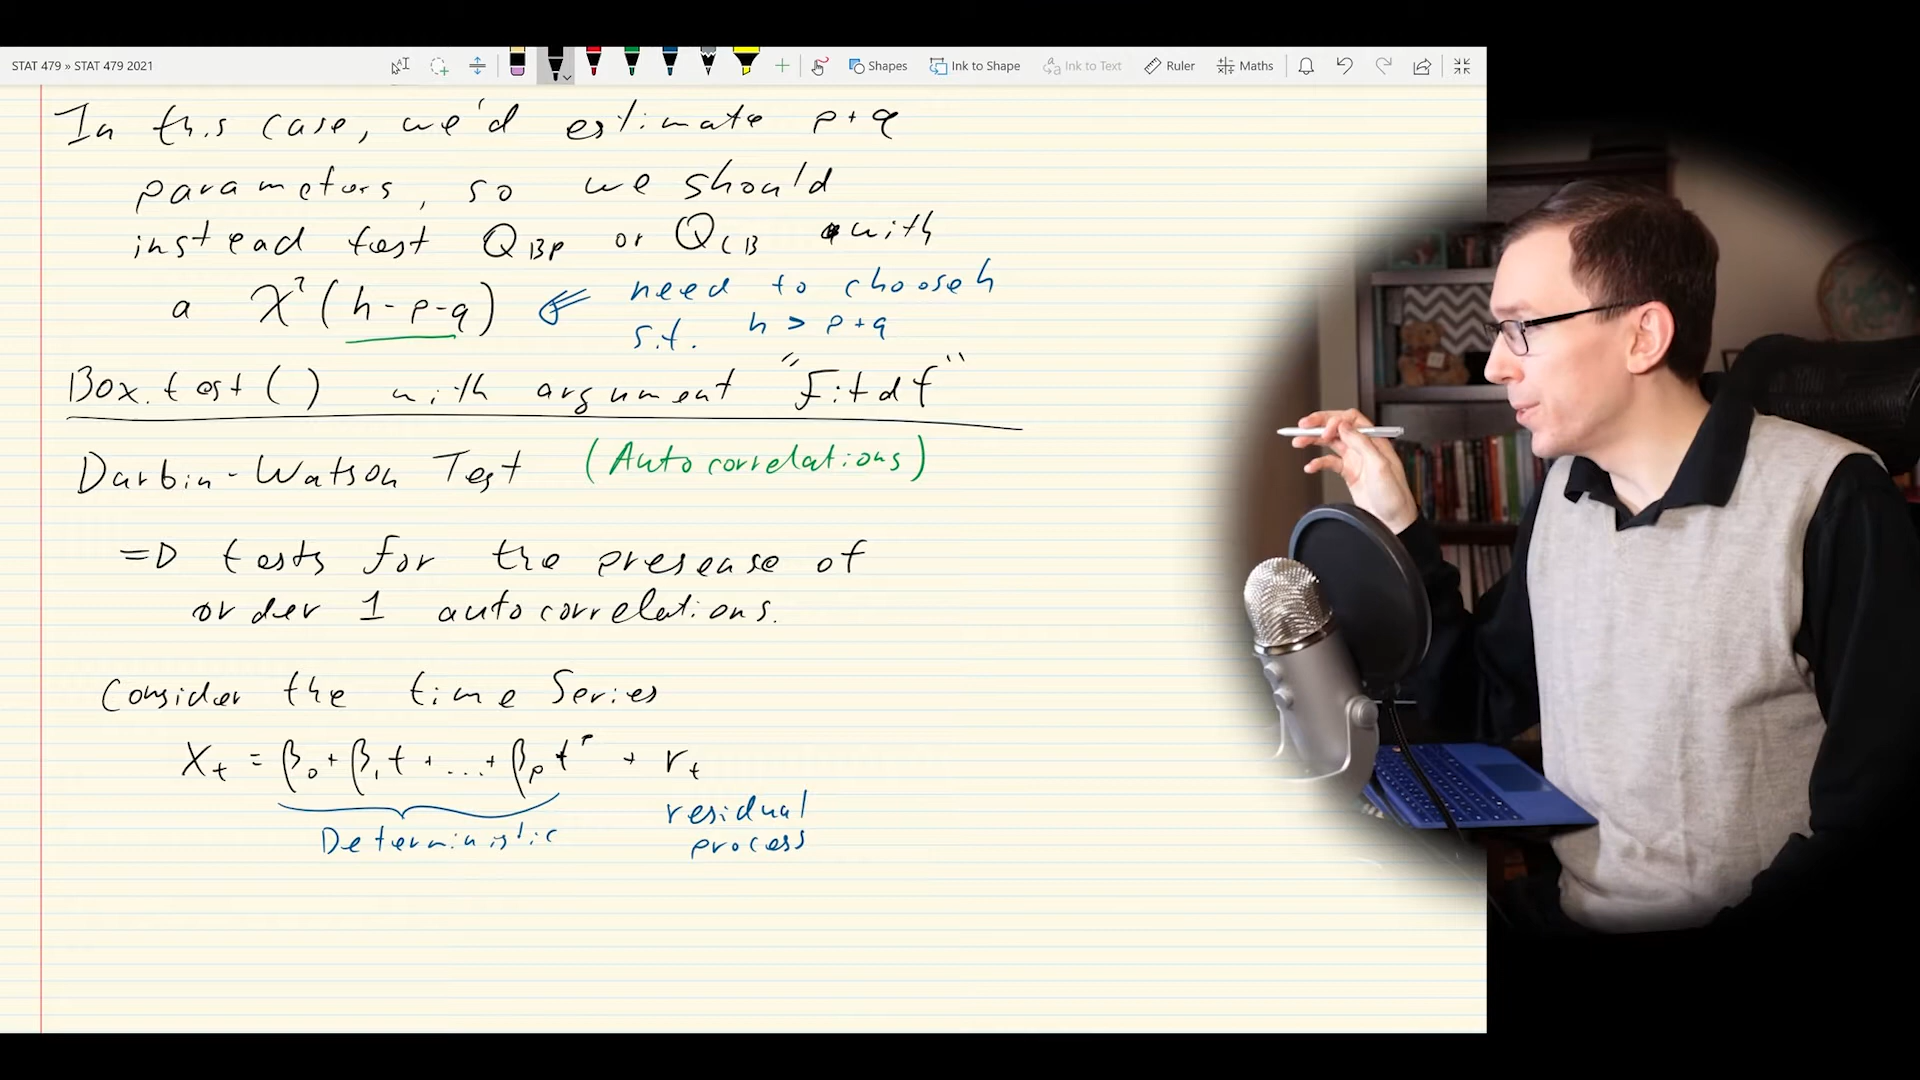 STAT 479 » STAT 479 2021
Shapes Ink to Shape Ink to Text Ruler Maths
In this case, we'd estimate p+q
parameters, so we should
instead test Q_BP or Q_LB with
a χ²(h-p-q) ⇐ need to choose h
s.t. h > p+q
Box.test() with argument "fitdf"
Durbin-Watson Test (Autocorrelations)
⇒ tests for the presense of
order 1 autocorrelations.
Consider the time series
X_t = β_0 + β_1 t + ... + β_p t^p + r_t
Deterministic
residual
process